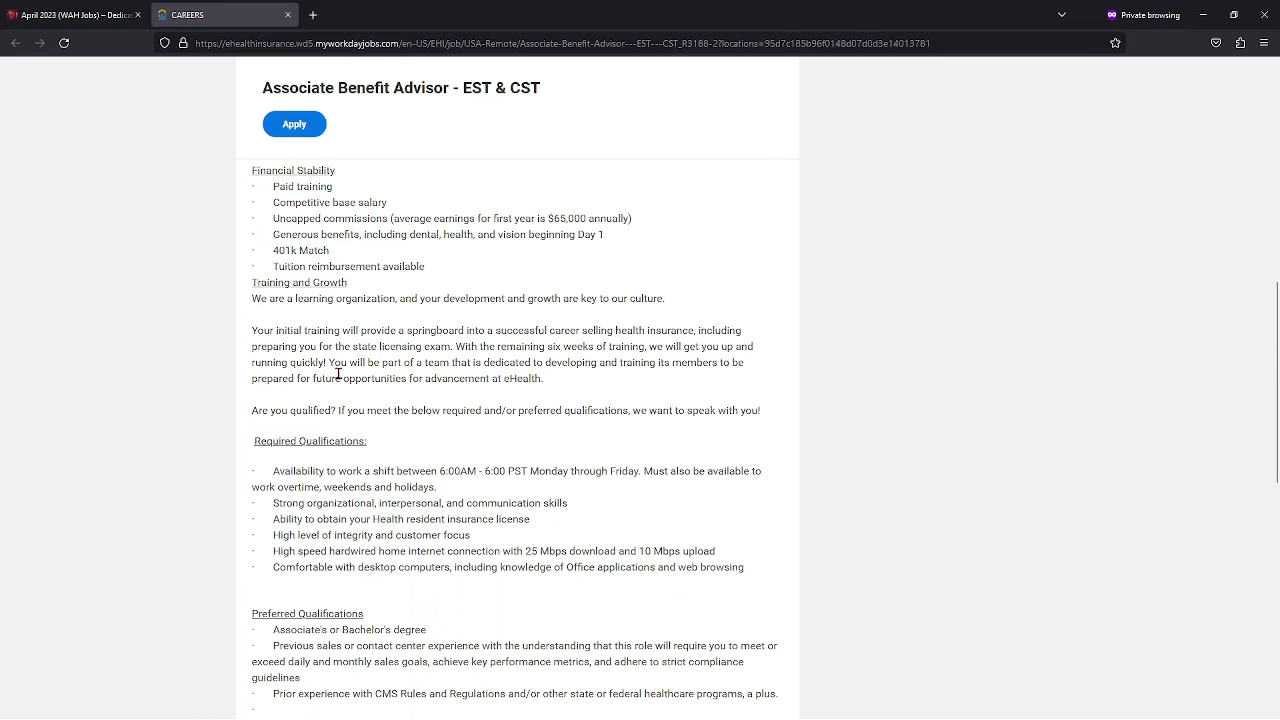 April 2023 (WAH Jobs) – Dedica
CAREERS
Private browsing
https://ehealthinsurance.wd5.myworkdayjobs.com/en-US/EHI/job/USA-Remote/Associate-Benefit-Advisor---EST---CST_R3188-2?locations=95d7c185b96f0148d07d0d3e14013781
Associate Benefit Advisor - EST & CST
Apply
Financial Stability
· Paid training
· Competitive base salary
· Uncapped commissions (average earnings for first year is $65,000 annually)
· Generous benefits, including dental, health, and vision beginning Day 1
· 401k Match
· Tuition reimbursement available
Training and Growth
We are a learning organization, and your development and growth are key to our culture.
Your initial training will provide a springboard into a successful career selling health insurance, including
preparing you for the state licensing exam. With the remaining six weeks of training, we will get you up and
running quickly! You will be part of a team that is dedicated to developing and training its members to be
prepared for future opportunities for advancement at eHealth.
Are you qualified? If you meet the below required and/or preferred qualifications, we want to speak with you!
Required Qualifications:
· Availability to work a shift between 6:00AM - 6:00 PST Monday through Friday. Must also be available to
work overtime, weekends and holidays.
· Strong organizational, interpersonal, and communication skills
· Ability to obtain your Health resident insurance license
· High level of integrity and customer focus
· High speed hardwired home internet connection with 25 Mbps download and 10 Mbps upload
· Comfortable with desktop computers, including knowledge of Office applications and web browsing
Preferred Qualifications
· Associate's or Bachelor's degree
· Previous sales or contact center experience with the understanding that this role will require you to meet or
exceed daily and monthly sales goals, achieve key performance metrics, and adhere to strict compliance
guidelines
· Prior experience with CMS Rules and Regulations and/or other state or federal healthcare programs, a plus.
·